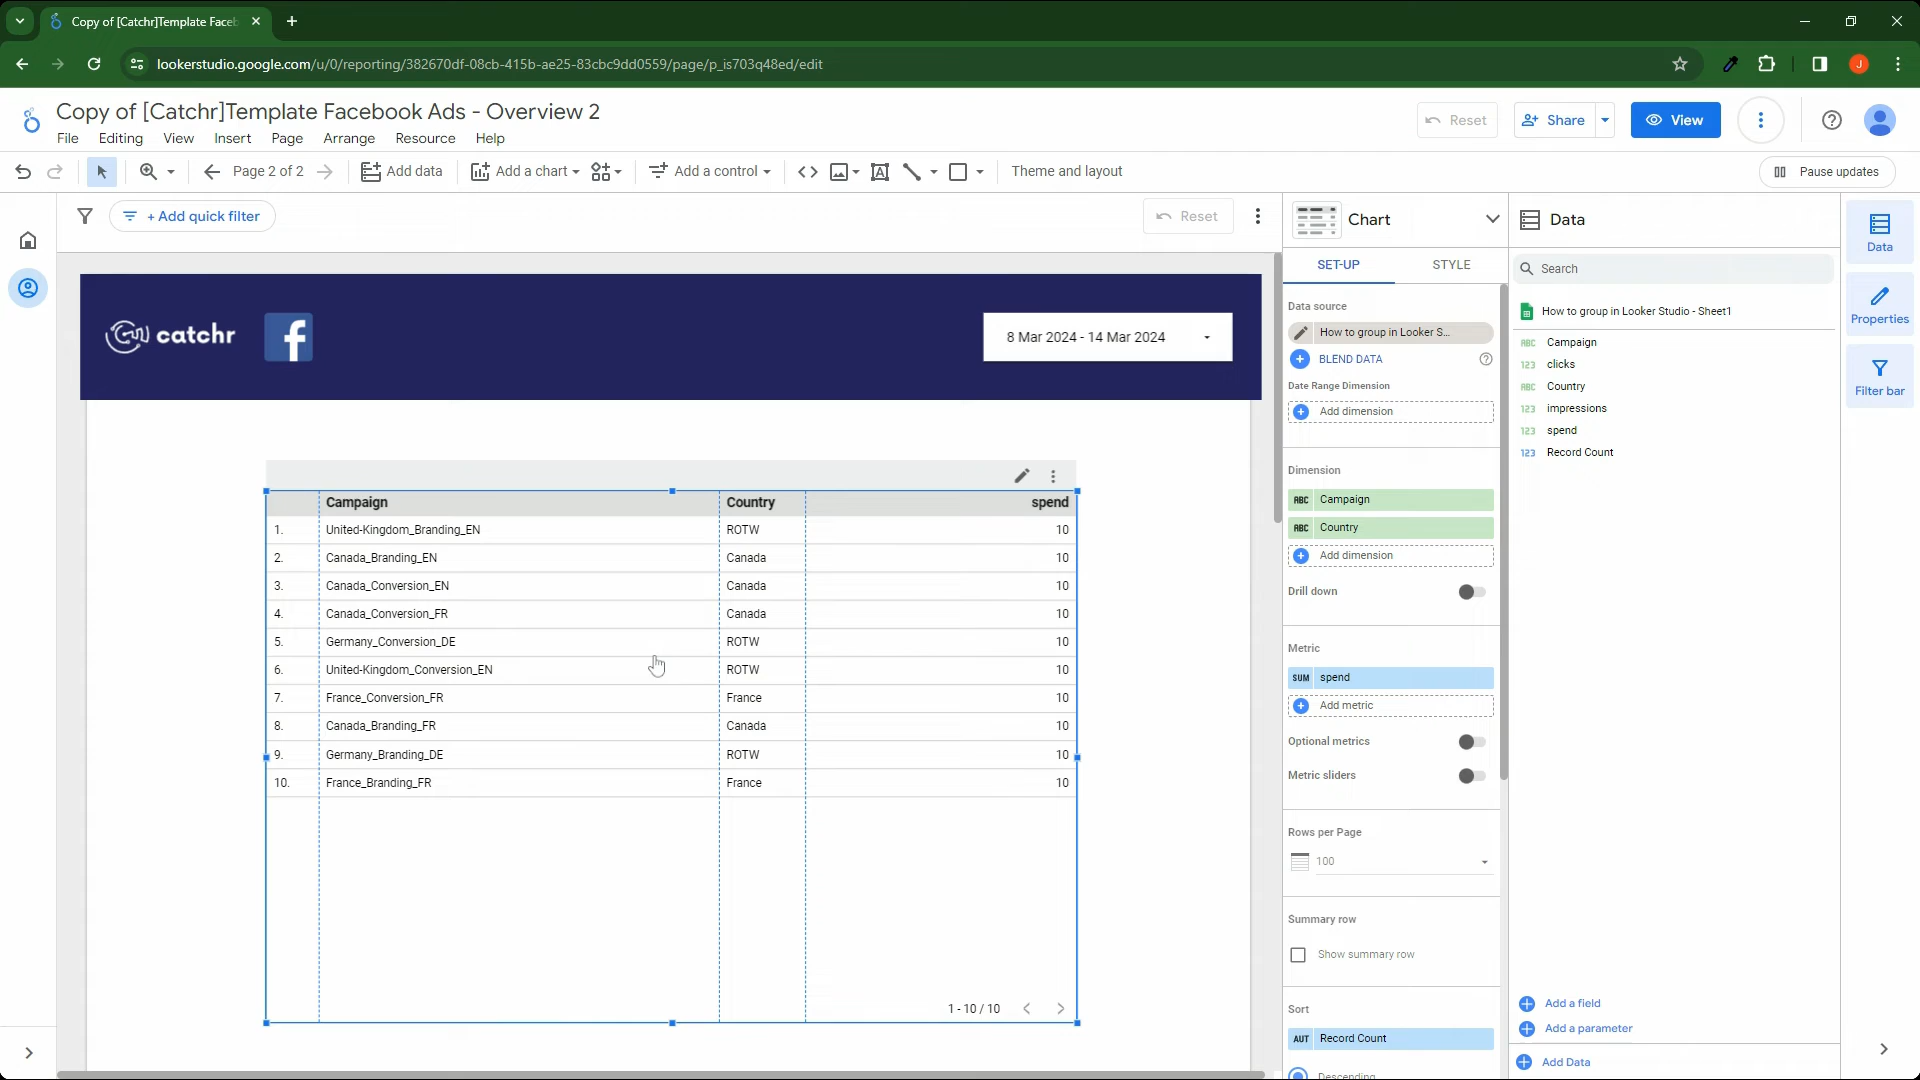 Copy of [Catchr]Template Faceb
lookerstudio.google.com/u/0/reporting/382670df-08cb-415b-ae25-83cbc9dd0559/page/p_is703q48ed/edit
J
Copy of [Catchr]Template Facebook Ads - Overview 2
File Editing View Insert Page Arrange Resource Help
Reset
Share
View
Page 2 of 2
Add data
Add a chart
Add a control
Theme and layout
Pause updates
+ Add quick filter
Reset
catchr
8 Mar 2024 - 14 Mar 2024
Campaign Country spend
1. United-Kingdom_Branding_EN ROTW 10
2. Canada_Branding_EN Canada 10
3. Canada_Conversion_EN Canada 10
4. Canada_Conversion_FR Canada 10
5. Germany_Conversion_DE ROTW 10
6. United-Kingdom_Conversion_EN ROTW 10
7. France_Conversion_FR France 10
8. Canada_Branding_FR Canada 10
9. Germany_Branding_DE ROTW 10
10. France_Branding_FR France 10
1 - 10 / 10
Chart
SET-UP STYLE
Data source
How to group in Looker S...
BLEND DATA
Date Range Dimension
Add dimension
Dimension
ABC Campaign
ABC Country
Add dimension
Drill down
Metric
SUM spend
Add metric
Optional metrics
Metric sliders
Rows per Page
100
Summary row
Show summary row
Sort
AUT Record Count
Descending
Data
Search
How to group in Looker Studio - Sheet1
ABC Campaign
123 clicks
ABC Country
123 impressions
123 spend
123 Record Count
Add a field
Add a parameter
Add Data
Data
Properties
Filter bar